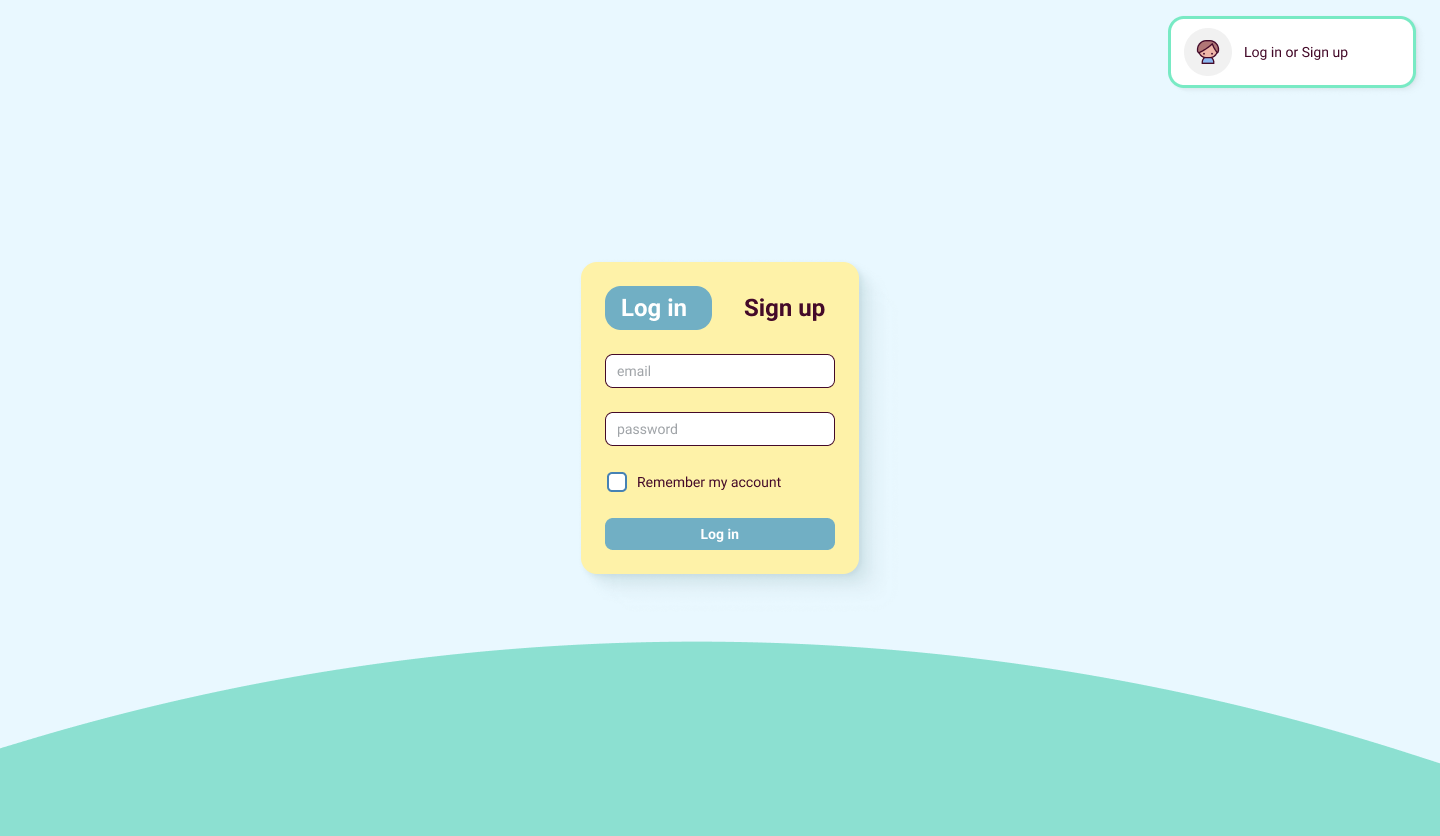 Log in or Sign up
Log in Sign up
email
password
Remember my account
Log in